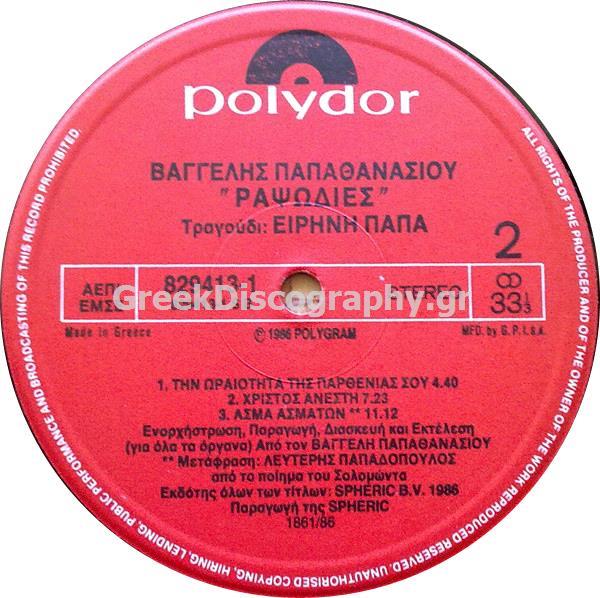 polydor
ΒΑΓΓΕΛΗΣ ΠΑΠΑΘΑΝΑΣΙΟΥ
"ΡΑΨΩΔΙΕΣ"
Τραγούδι: ΕΙΡΗΝΗ ΠΑΠΑ
2
ΑΕΠΙ
ΕΜΣΕ
829413-1
STEREO
33 1/3
GreekDiscography.gr
Made in Greece
℗ 1986 POLYGRAM
MFD. by G.P.I.s.a.
1. ΤΗΝ ΩΡΑΙΟΤΗΤΑ ΤΗΣ ΠΑΡΘΕΝΙΑΣ ΣΟΥ 4.40
2. ΧΡΙΣΤΟΣ ΑΝΕΣΤΗ 7.23
3. ΑΣΜΑ ΑΣΜΑΤΩΝ ** 11.12
Ενορχήστρωση, Παραγωγή, Διασκευή και Εκτέλεση
(για όλα τα όργανα) Από τον ΒΑΓΓΕΛΗ ΠΑΠΑΘΑΝΑΣΙΟΥ
** Μετάφραση: ΛΕΥΤΕΡΗΣ ΠΑΠΑΔΟΠΟΥΛΟΣ
από το ποίημα του Σολομώντα
Εκδότης όλων των τίτλων: SPHERIC B.V. 1986
Παραγωγή της SPHERIC
1861/86
ALL RIGHTS OF THE PRODUCER AND OF THE OWNER OF THE WORK REPRODUCED RESERVED. UNAUTHORISED COPYING, HIRING, LENDING, PUBLIC PERFORMANCE AND BROADCASTING OF THIS RECORD PROHIBITED.